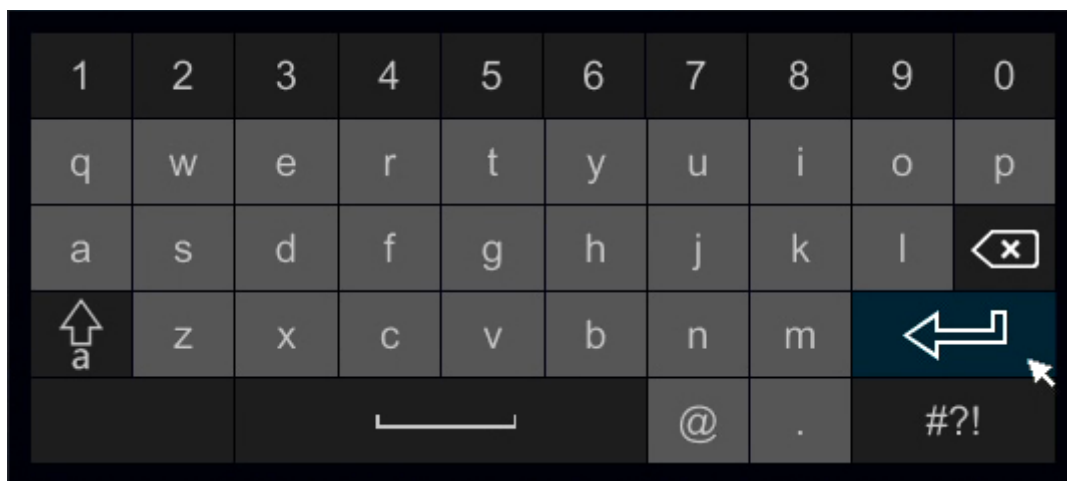 1 2 3 4 5 6 7 8 9 0
q w e r t y u i o p
a s d f g h j k l
a z x c v b n m
@ . #?!